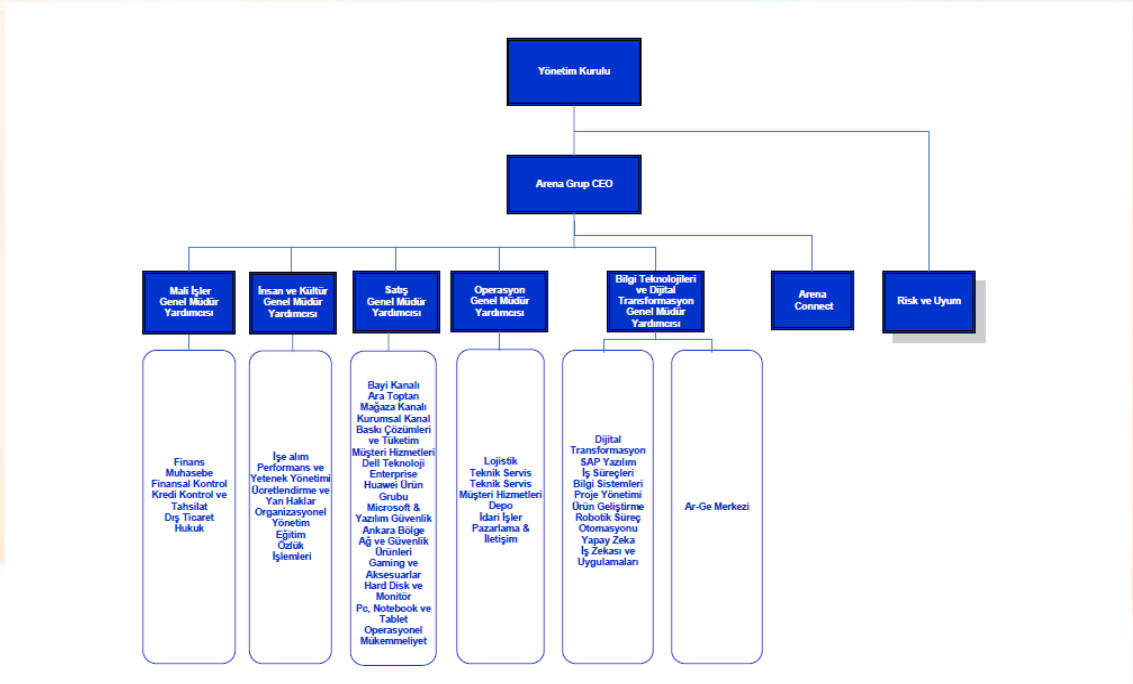 Yönetim Kurulu
Arena Grup CEO
Mali İşler
Genel Müdür
Yardımcısı
İnsan ve Kültür
Genel Müdür
Yardımcısı
Satış
Genel Müdür
Yardımcısı
Operasyon
Genel Müdür
Yardımcısı
Bilgi Teknolojileri
ve Dijital
Transformasyon
Genel Müdür
Yardımcısı
Arena
Connect
Risk ve Uyum
Finans
Muhasebe
Finansal Kontrol
Kredi Kontrol ve
Tahsilat
Dış Ticaret
Hukuk
İşe alım
Performans ve
Yetenek Yönetimi
Ücretlendirme ve
Yan Haklar
Organizasyonel
Yönetim
Eğitim
Özlük
İşlemleri
Bayi Kanalı
Ara Toptan
Mağaza Kanalı
Kurumsal Kanal
Baskı Çözümleri
ve Tüketim
Müşteri Hizmetleri
Dell Teknoloji
Enterprise
Huawei Ürün
Grubu
Microsoft &
Yazılım Güvenlik
Ankara Bölge
Ağ ve Güvenlik
Ürünleri
Gaming ve
Aksesuarlar
Hard Disk ve
Monitör
Pc, Notebook ve
Tablet
Operasyonel
Mükemmeliyet
Lojistik
Teknik Servis
Teknik Servis
Müşteri Hizmetleri
Depo
İdari İşler
Pazarlama &
İletişim
Dijital
Transformasyon
SAP Yazılım
İş Süreçleri
Bilgi Sistemleri
Proje Yönetimi
Ürün Geliştirme
Robotik Süreç
Otomasyonu
Yapay Zeka
İş Zekası ve
Uygulamaları
Ar-Ge Merkezi